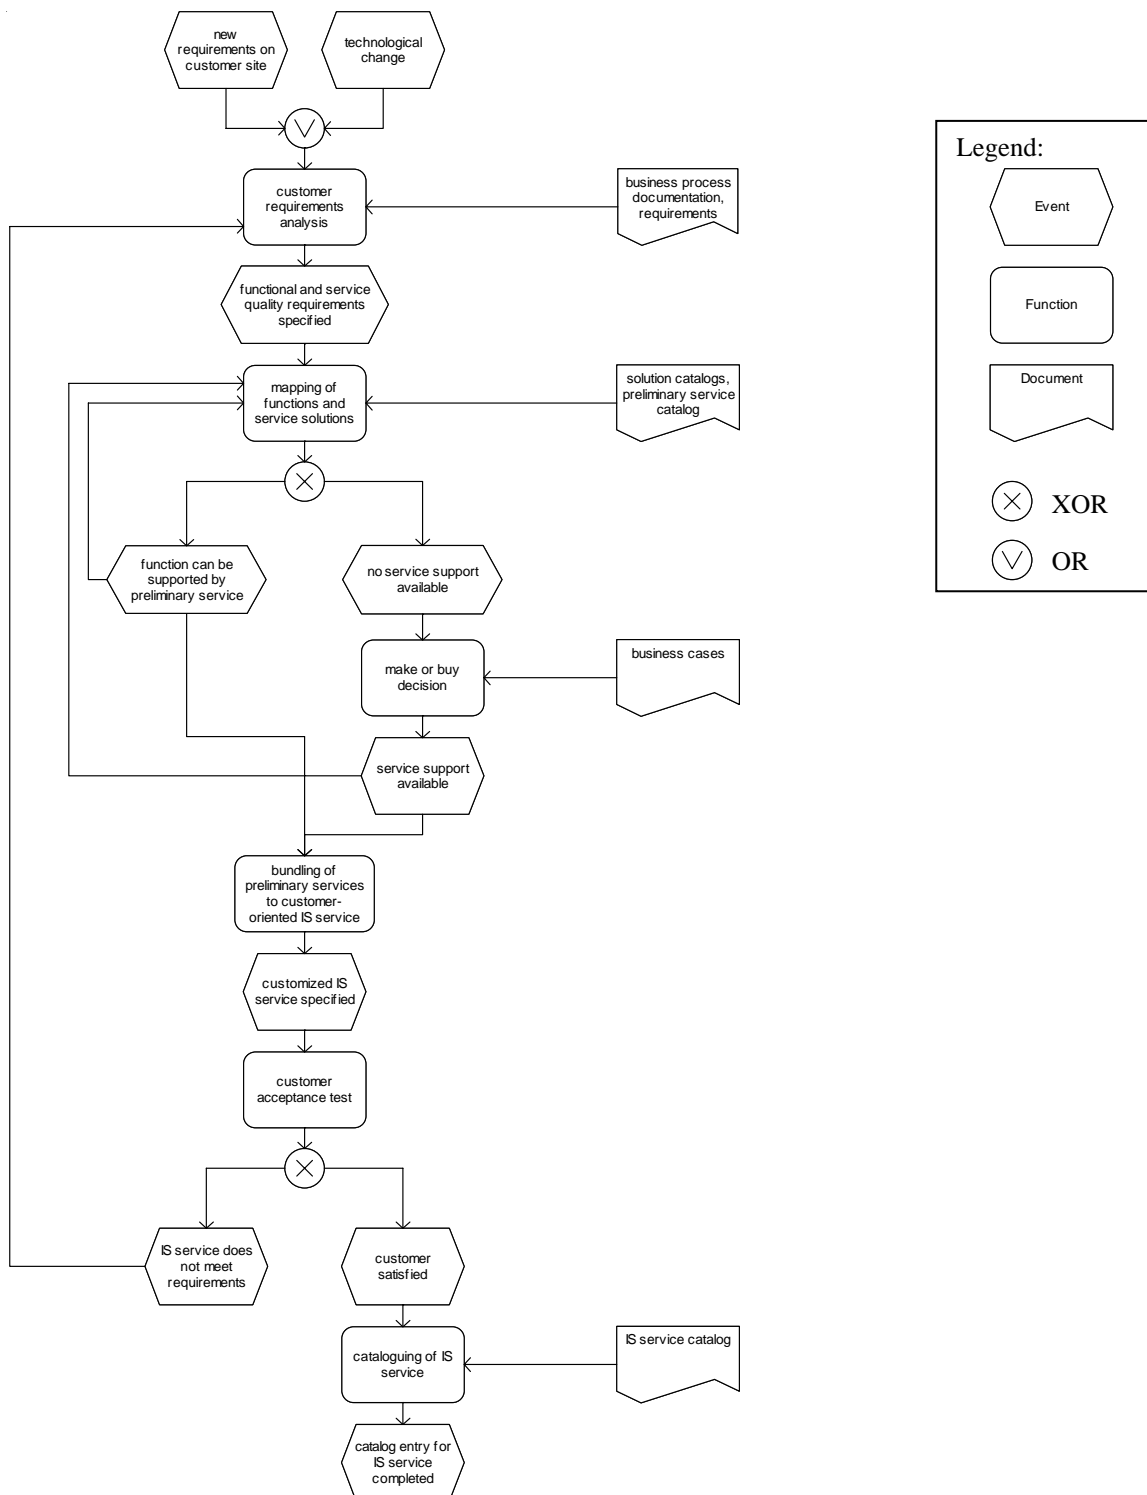 new
requirements on
customer site
technological
change
customer
requirements
analysis
business process
documentation,
requirements
functional and service
quality requirements
specified
mapping of
functions and
service solutions
solution catalogs,
preliminary service
catalog
function can be
supported by
preliminary service
no service support
available
make or buy
decision
business cases
service support
available
bundling of
preliminary services
to customer-
oriented IS service
customized IS
service specified
customer
acceptance test
IS service does
not meet
requirements
customer
satisfied
cataloguing of IS
service
IS service catalog
catalog entry for
IS service
completed
Legend:
Event
Function
Document
XOR
OR